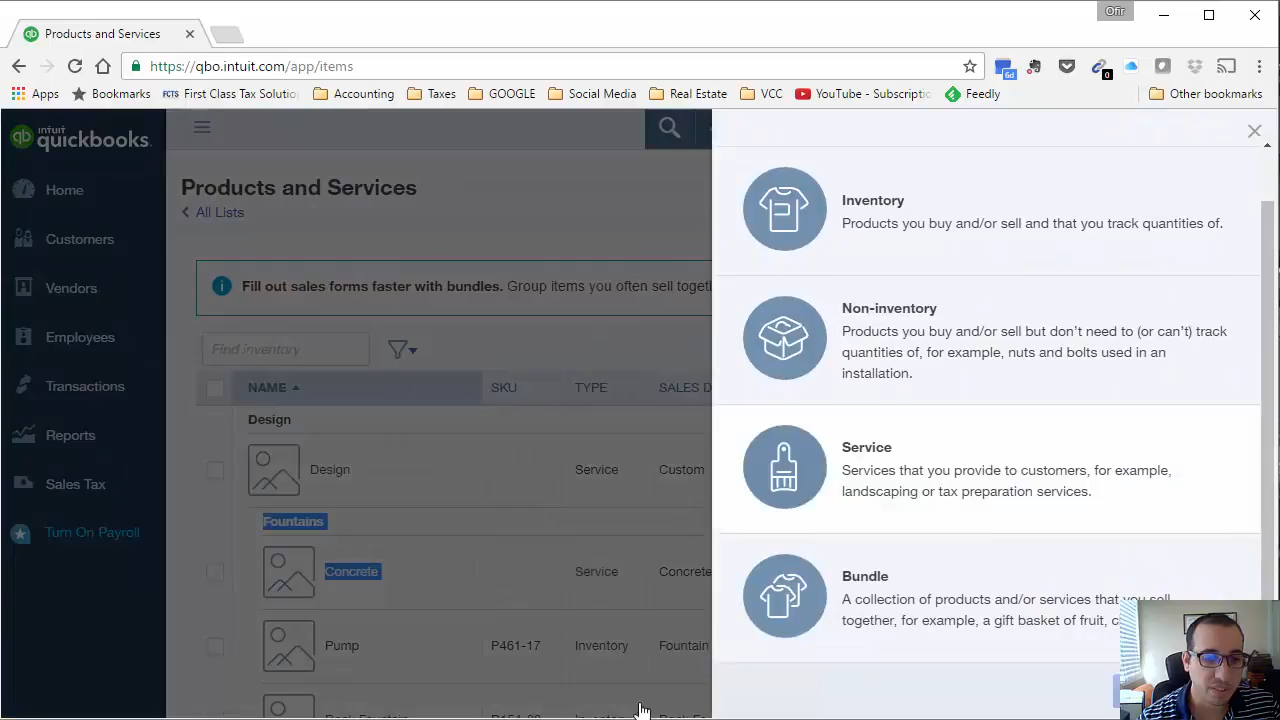 Ofir
Products and Services
https://qbo.intuit.com/app/items
6d
0
Apps
Bookmarks
FCTS First Class Tax Solutio
Accounting
Taxes
GOOGLE
Social Media
Real Estate
VCC
YouTube - Subscriptic
Feedly
Other bookmarks
qb intuit quickbooks.
Home
Customers
Vendors
Employees
Transactions
Reports
Sales Tax
Turn On Payroll
Products and Services
All Lists
Fill out sales forms faster with bundles. Group items you often sell togeth
Find inventory
NAME
SKU
TYPE
SALES D
Design
Design
Service
Custom
Fountains
Concrete
Service
Concrete
Pump
P461-17
Inventory
Fountain
Inventory
Products you buy and/or sell and that you track quantities of.
Non-inventory
Products you buy and/or sell but don't need to (or can't) track
quantities of, for example, nuts and bolts used in an
installation.
Service
Services that you provide to customers, for example,
landscaping or tax preparation services.
Bundle
A collection of products and/or services that you sell
together, for example, a gift basket of fruit, c